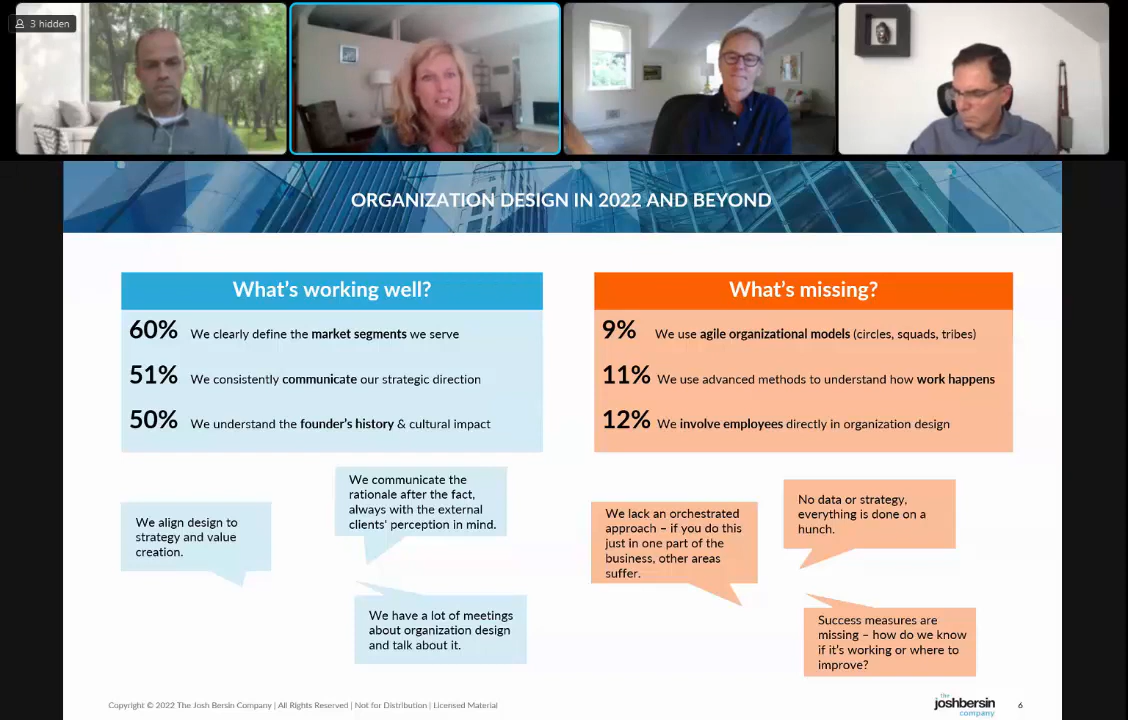 3 hidden
ORGANIZATION DESIGN IN 2022 AND BEYOND
What's working well?
60% We clearly define the market segments we serve
51% We consistently communicate our strategic direction
50% We understand the founder's history & cultural impact
What's missing?
9% We use agile organizational models (circles, squads, tribes)
11% We use advanced methods to understand how work happens
12% We involve employees directly in organization design
We align design to
strategy and value
creation.
We communicate the
rationale after the fact,
always with the external
clients' perception in mind.
We have a lot of meetings
about organization design
and talk about it.
We lack an orchestrated
approach – if you do this
just in one part of the
business, other areas
suffer.
No data or strategy,
everything is done on a
hunch.
Success measures are
missing – how do we know
if it's working or where to
improve?
Copyright © 2022 The Josh Bersin Company | All Rights Reserved | Not for Distribution | Licensed Material
the
joshbersin
company
6